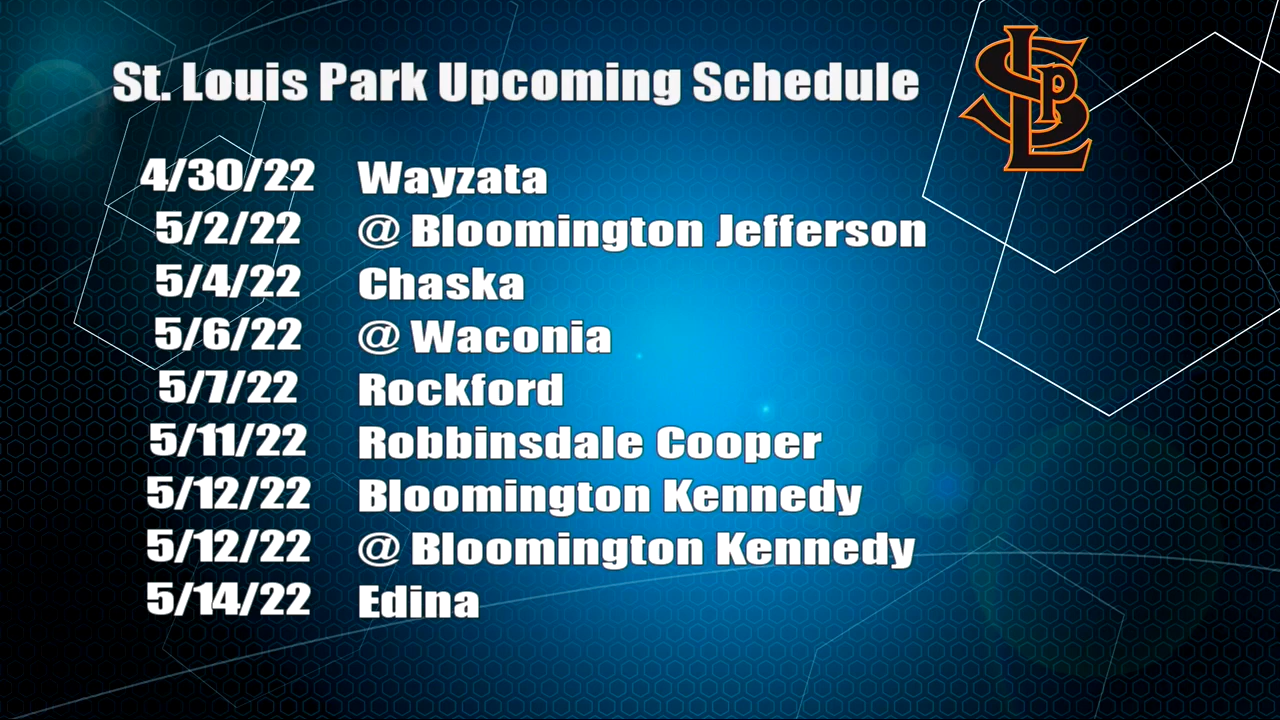 St. Louis Park Upcoming Schedule
SLP
4/30/22 Wayzata
5/2/22 @ Bloomington Jefferson
5/4/22 Chaska
5/6/22 @ Waconia
5/7/22 Rockford
5/11/22 Robbinsdale Cooper
5/12/22 Bloomington Kennedy
5/12/22 @ Bloomington Kennedy
5/14/22 Edina